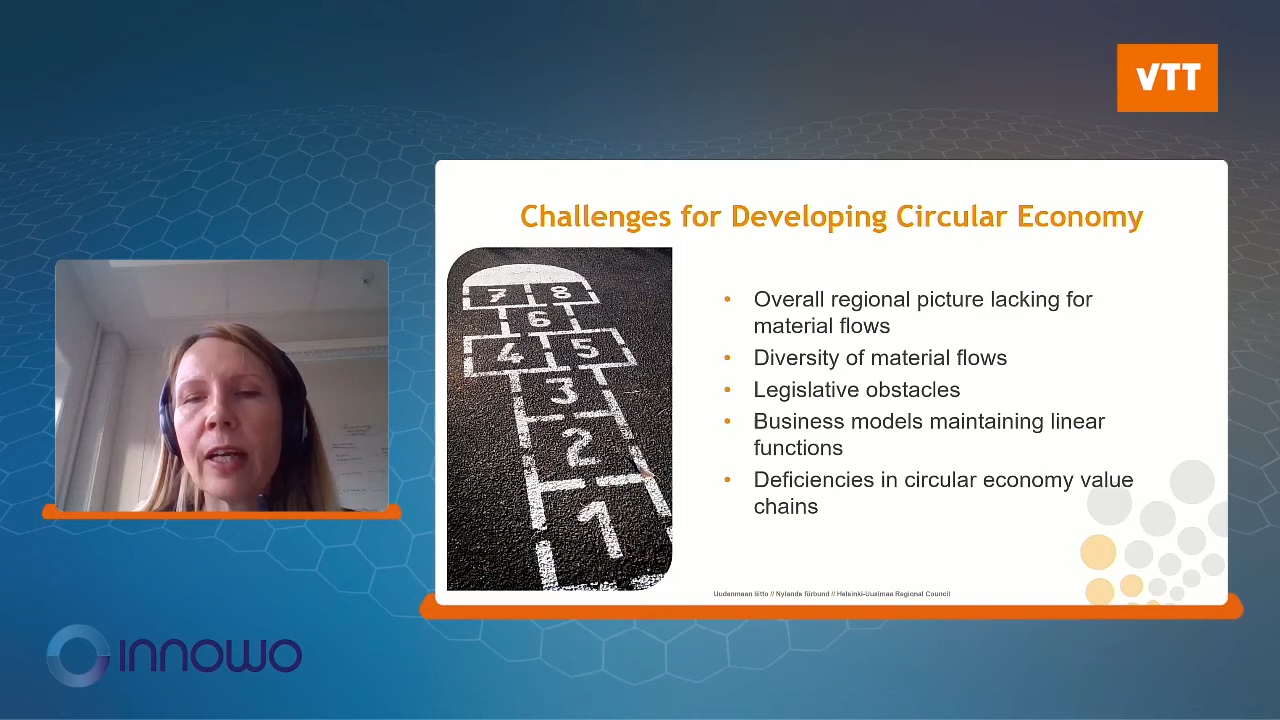 VTT
Challenges for Developing Circular Economy
7 8
6
4 5
3
2
1
• Overall regional picture lacking for
material flows
• Diversity of material flows
• Legislative obstacles
• Business models maintaining linear
functions
• Deficiencies in circular economy value
chains
Uudenmaan liitto // Nylands förbund // Helsinki-Uusimaa Regional Council
innowo